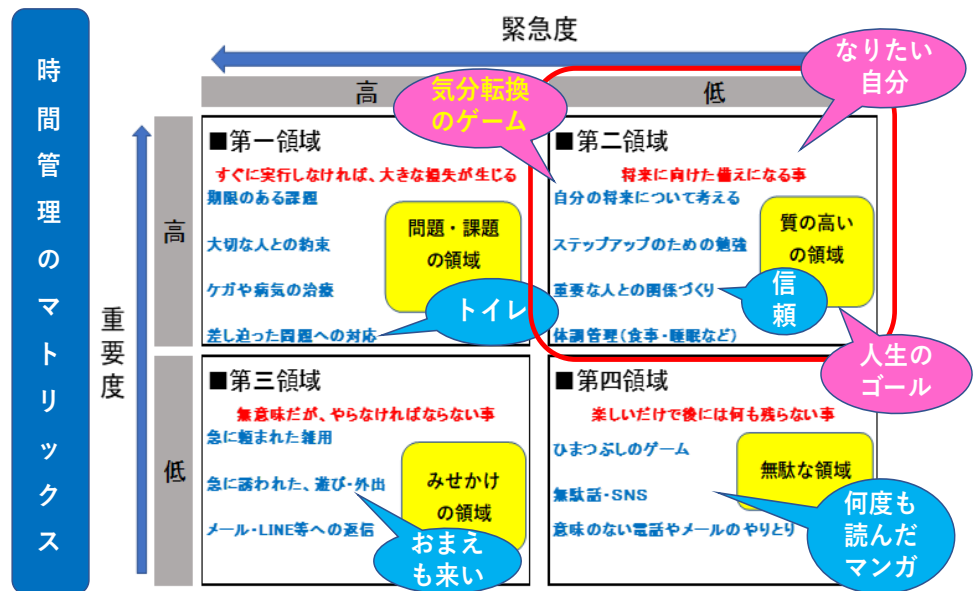 時間管理のマトリックス
緊急度
高
低
重要度
高
低
気分転換
のゲーム
なりたい
自分
■第一領域
すぐに実行しなければ、大きな損失が生じる
期限のある課題
大切な人との約束
ケガや病気の治療
差し迫った問題への対応
問題・課題
の領域
トイレ
■第二領域
将来に向けた備えになる事
自分の将来について考える
ステップアップのための勉強
重要な人との関係づくり
体調管理(食事・睡眠など)
質の高い
の領域
信
頼
人生の
ゴール
■第三領域
無意味だが、やらなければならない事
急に頼まれた雑用
急に誘われた、遊び・外出
メール・LINE等への返信
みせかけ
の領域
おまえ
も来い
■第四領域
楽しいだけで後には何も残らない事
ひまつぶしのゲーム
無駄話・SNS
意味のない電話やメールのやりとり
無駄な領域
何度も
読んだ
マンガ